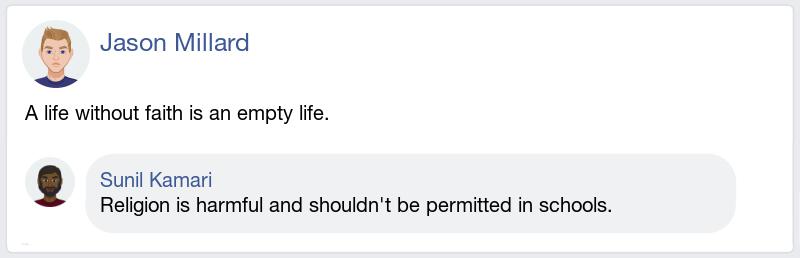 Jason Millard
A life without faith is an empty life.
Sunil Kamari
Religion is harmful and shouldn't be permitted in schools.